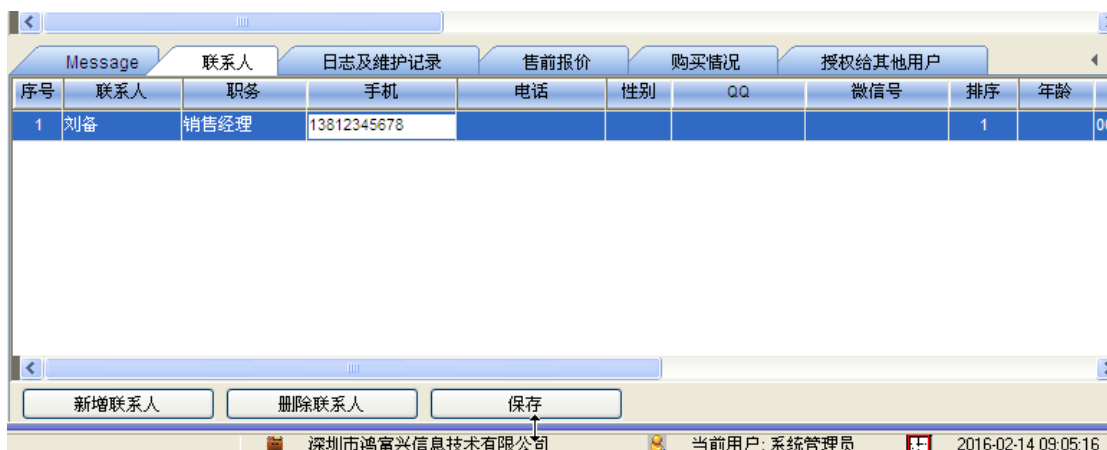 Message 联系人 日志及维护记录 售前报价 购买情况 授权给其他用户
序号 联系人 职务 手机 电话 性别 QQ 微信号 排序 年龄
1 刘备 销售经理 13812345678 1
新增联系人 删除联系人 保存
深圳市鸿富兴信息技术有限公司 当前用户: 系统管理员 2016-02-14 09:05:16